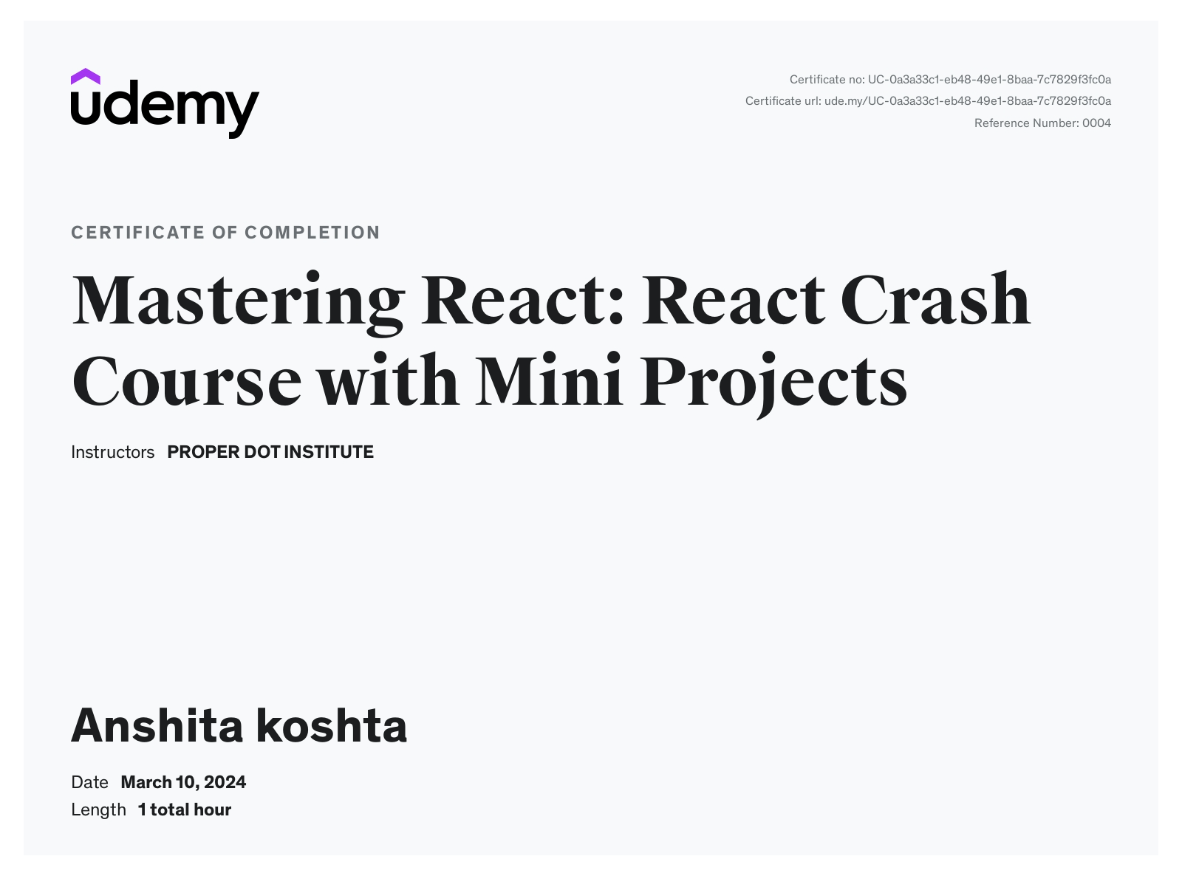 udemy
Certificate no: UC-0a3a33c1-eb48-49e1-8baa-7c7829f3fc0a
Certificate url: ude.my/UC-0a3a33c1-eb48-49e1-8baa-7c7829f3fc0a
Reference Number: 0004
CERTIFICATE OF COMPLETION
Mastering React: React Crash
Course with Mini Projects
Instructors PROPER DOT INSTITUTE
Anshita koshta
Date March 10, 2024
Length 1 total hour